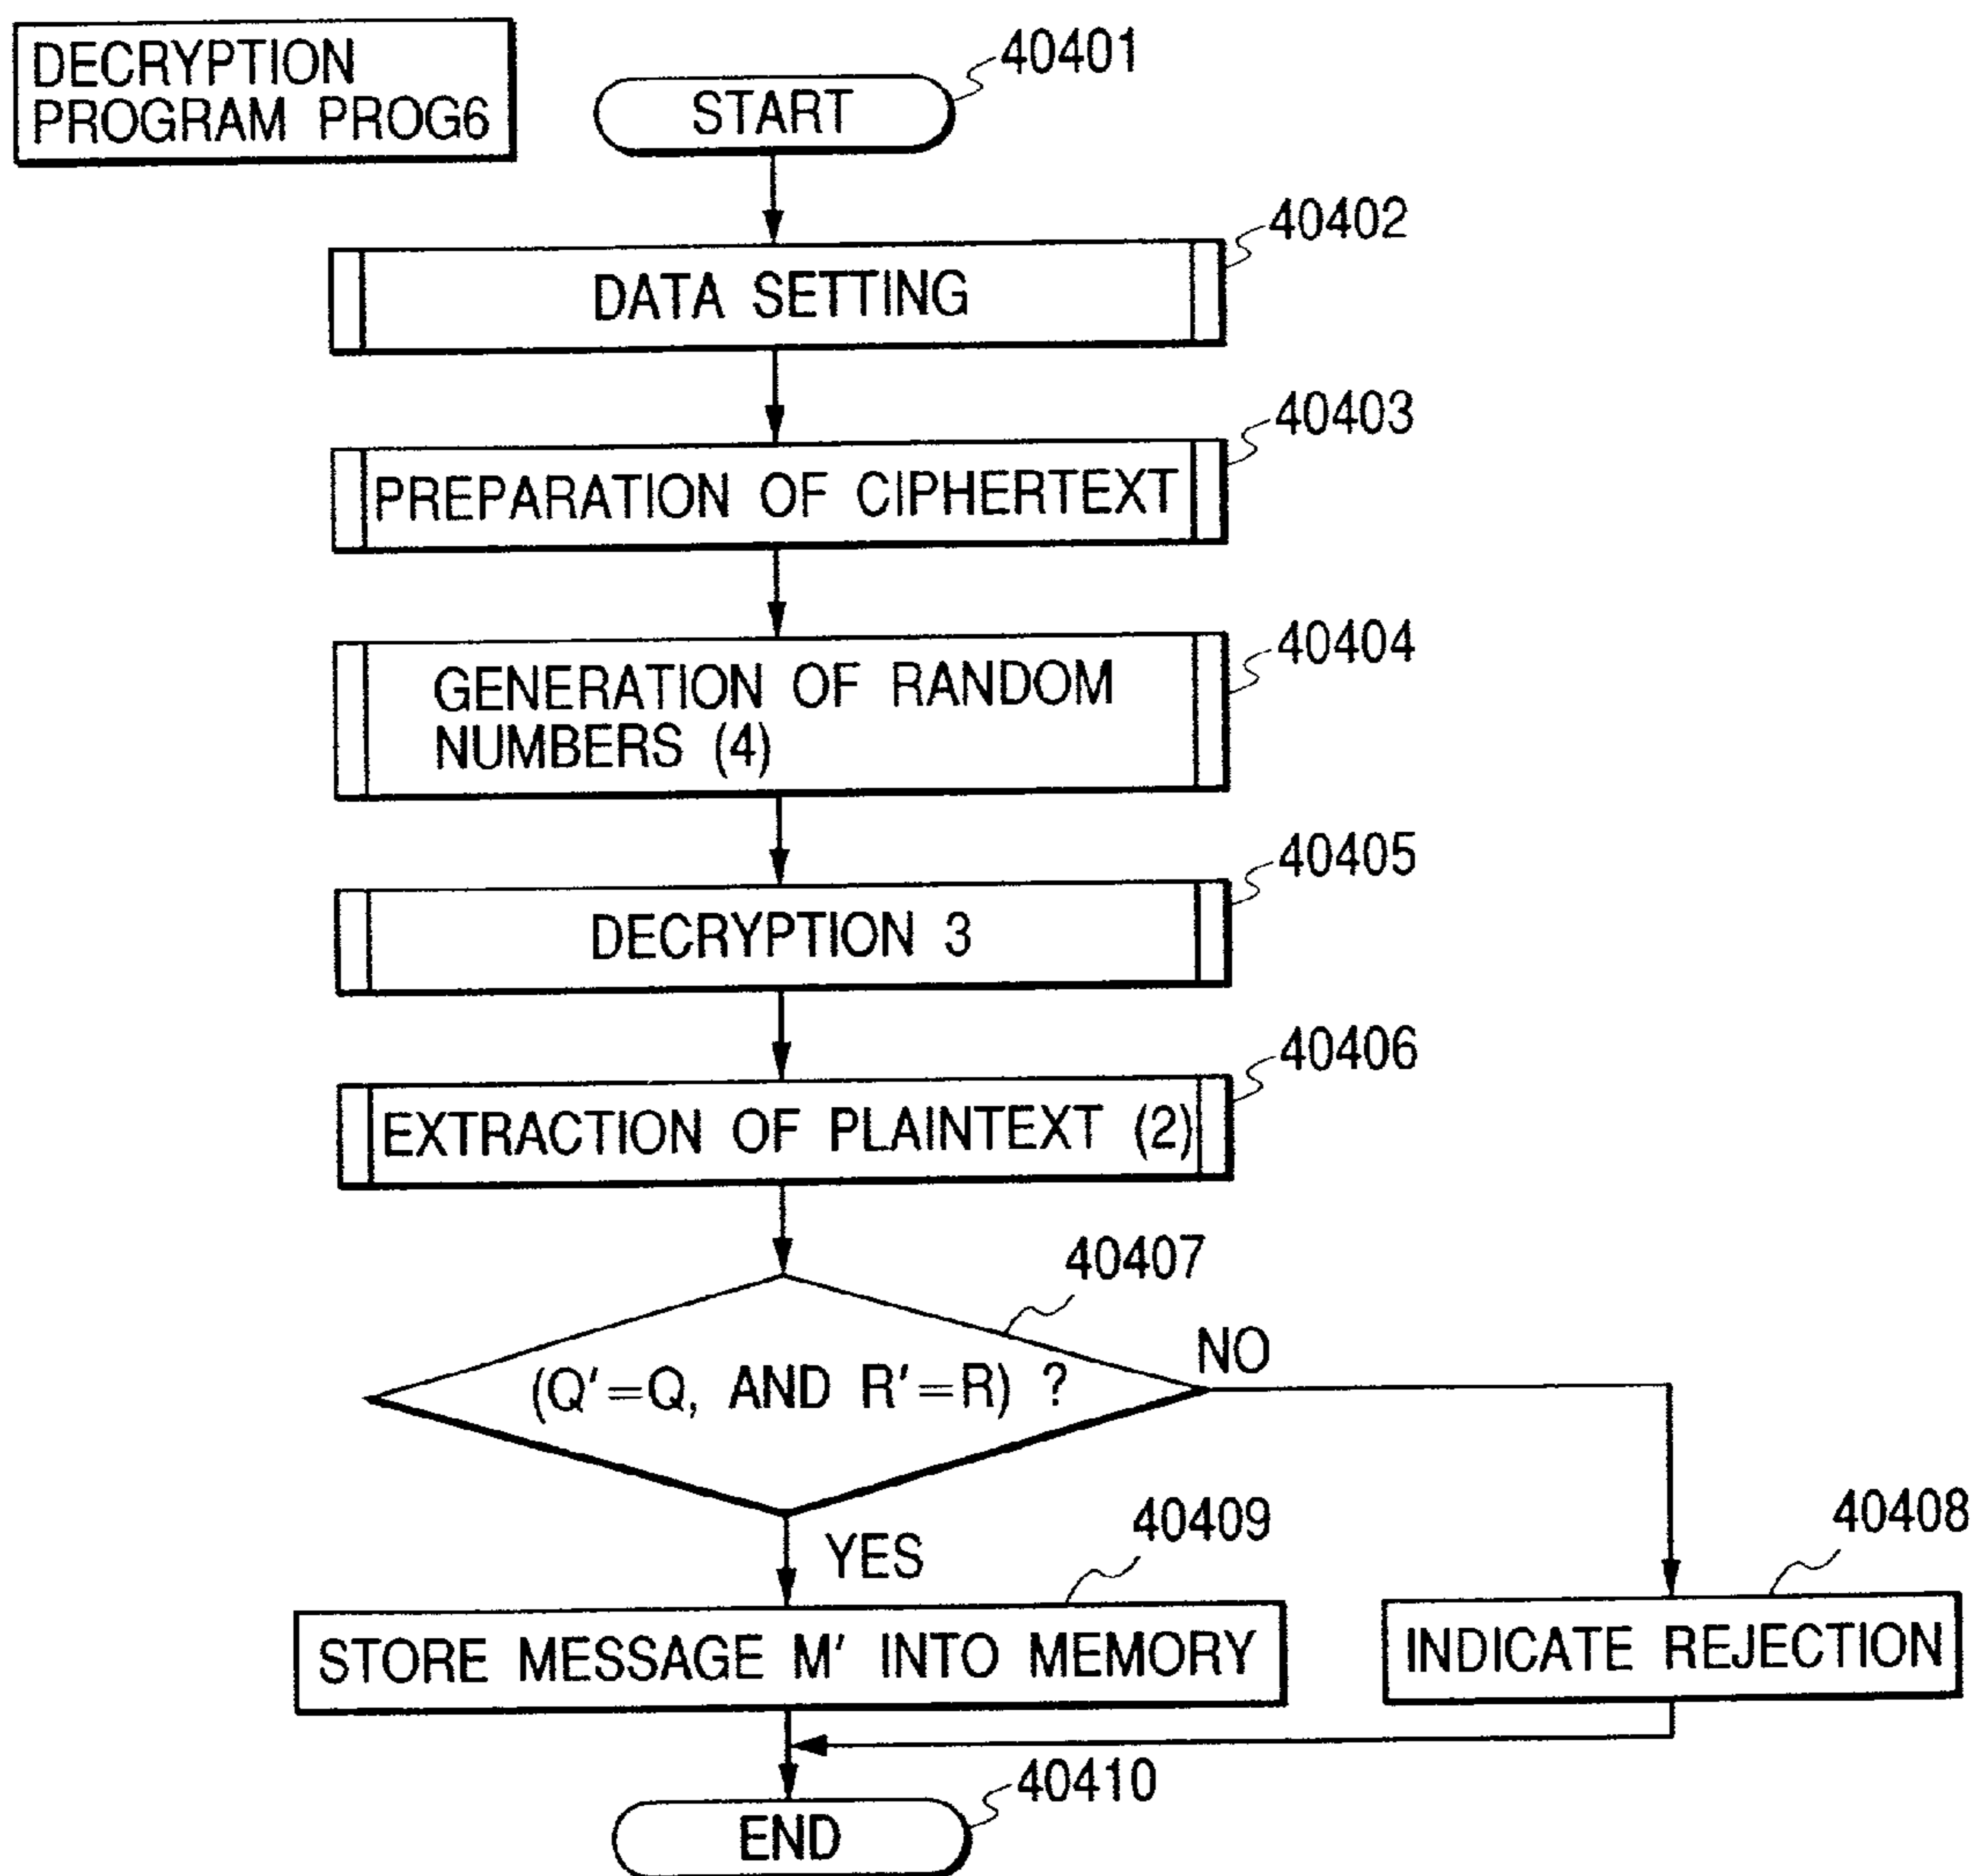 DECRYPTION
PROGRAM PROG6
START
40401
DATA SETTING
40402
PREPARATION OF CIPHERTEXT
40403
GENERATION OF RANDOM
NUMBERS (4)
40404
DECRYPTION 3
40405
EXTRACTION OF PLAINTEXT (2)
40406
(Q'=Q, AND R'=R) ?
40407
NO
YES
STORE MESSAGE M' INTO MEMORY
40409
INDICATE REJECTION
40408
END
40410